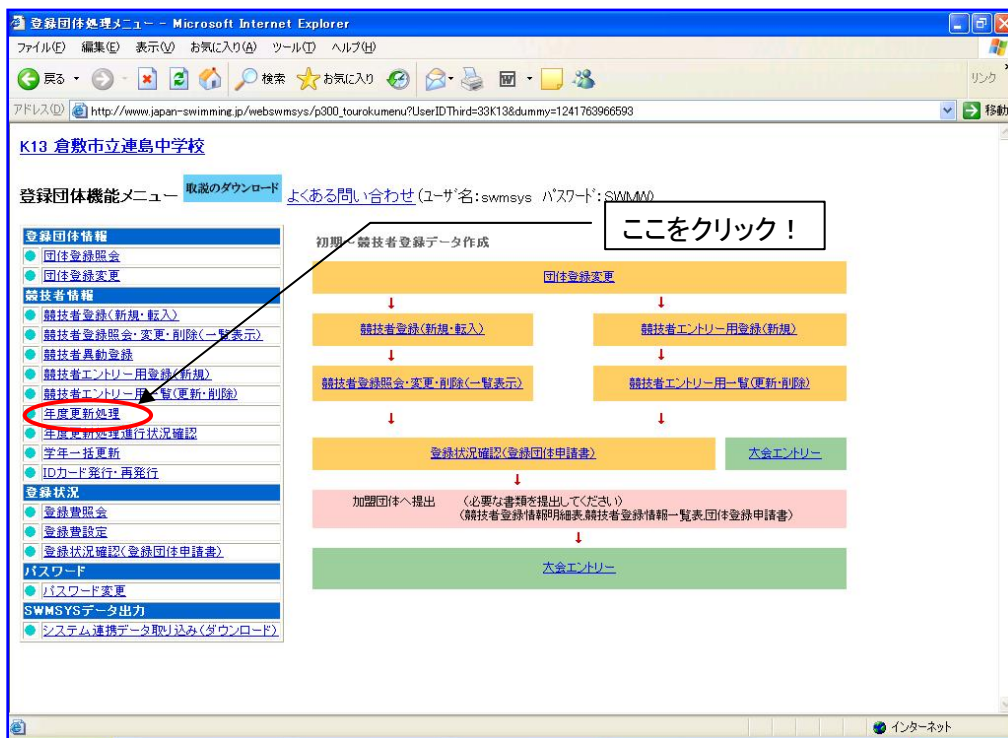 登録団体処理メニュー - Microsoft Internet Explorer
ファイル(F) 編集(E) 表示(V) お気に入り(A) ツール(T) ヘルプ(H)
戻る 検索 お気に入り リンク
アドレス(D) http://www.japan-swimming.jp/webswmsys/p300_tourokumenu?UserIDThird=33K13&dummy=1241763966593 移動
K13 倉敷市立連島中学校
登録団体機能メニュー 取説のダウンロード よくある問い合わせ(ユーザ名:swmsys パスワード:SWMW)
ここをクリック！
登録団体情報
団体登録照会
団体登録変更
競技者情報
競技者登録(新規・転入)
競技者登録照会・変更・削除(一覧表示)
競技者異動登録
競技者エントリー用登録(新規)
競技者エントリー用一覧(更新・削除)
年度更新処理
年度更新処理進行状況確認
学年一括更新
IDカード発行・再発行
登録状況
登録費照会
登録費設定
登録状況確認(登録団体申請書)
パスワード
パスワード変更
SWMSYSデータ出力
システム連携データ取り込み(ダウンロード)
初期～競技者登録データ作成
団体登録変更
↓ ↓
競技者登録(新規・転入) 競技者エントリー用登録(新規)
↓ ↓
競技者登録照会・変更・削除(一覧表示) 競技者エントリー用一覧(更新・削除)
↓ ↓
登録状況確認(登録団体申請書) 大会エントリー
↓
加盟団体へ提出 (必要な書類を提出してください)
(競技者登録情報明細表,競技者登録情報一覧表,団体登録申請書)
↓
大会エントリー
インターネット